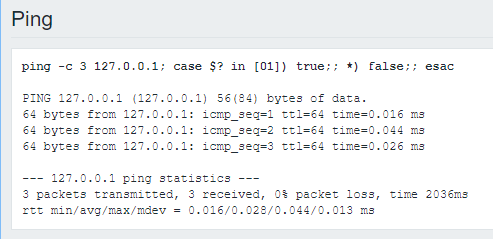 Ping
ping -c 3 127.0.0.1; case $? in [01]) true;; *) false;; esac
PING 127.0.0.1 (127.0.0.1) 56(84) bytes of data.
64 bytes from 127.0.0.1: icmp_seq=1 ttl=64 time=0.016 ms
64 bytes from 127.0.0.1: icmp_seq=2 ttl=64 time=0.044 ms
64 bytes from 127.0.0.1: icmp_seq=3 ttl=64 time=0.026 ms
--- 127.0.0.1 ping statistics ---
3 packets transmitted, 3 received, 0% packet loss, time 2036ms
rtt min/avg/max/mdev = 0.016/0.028/0.044/0.013 ms